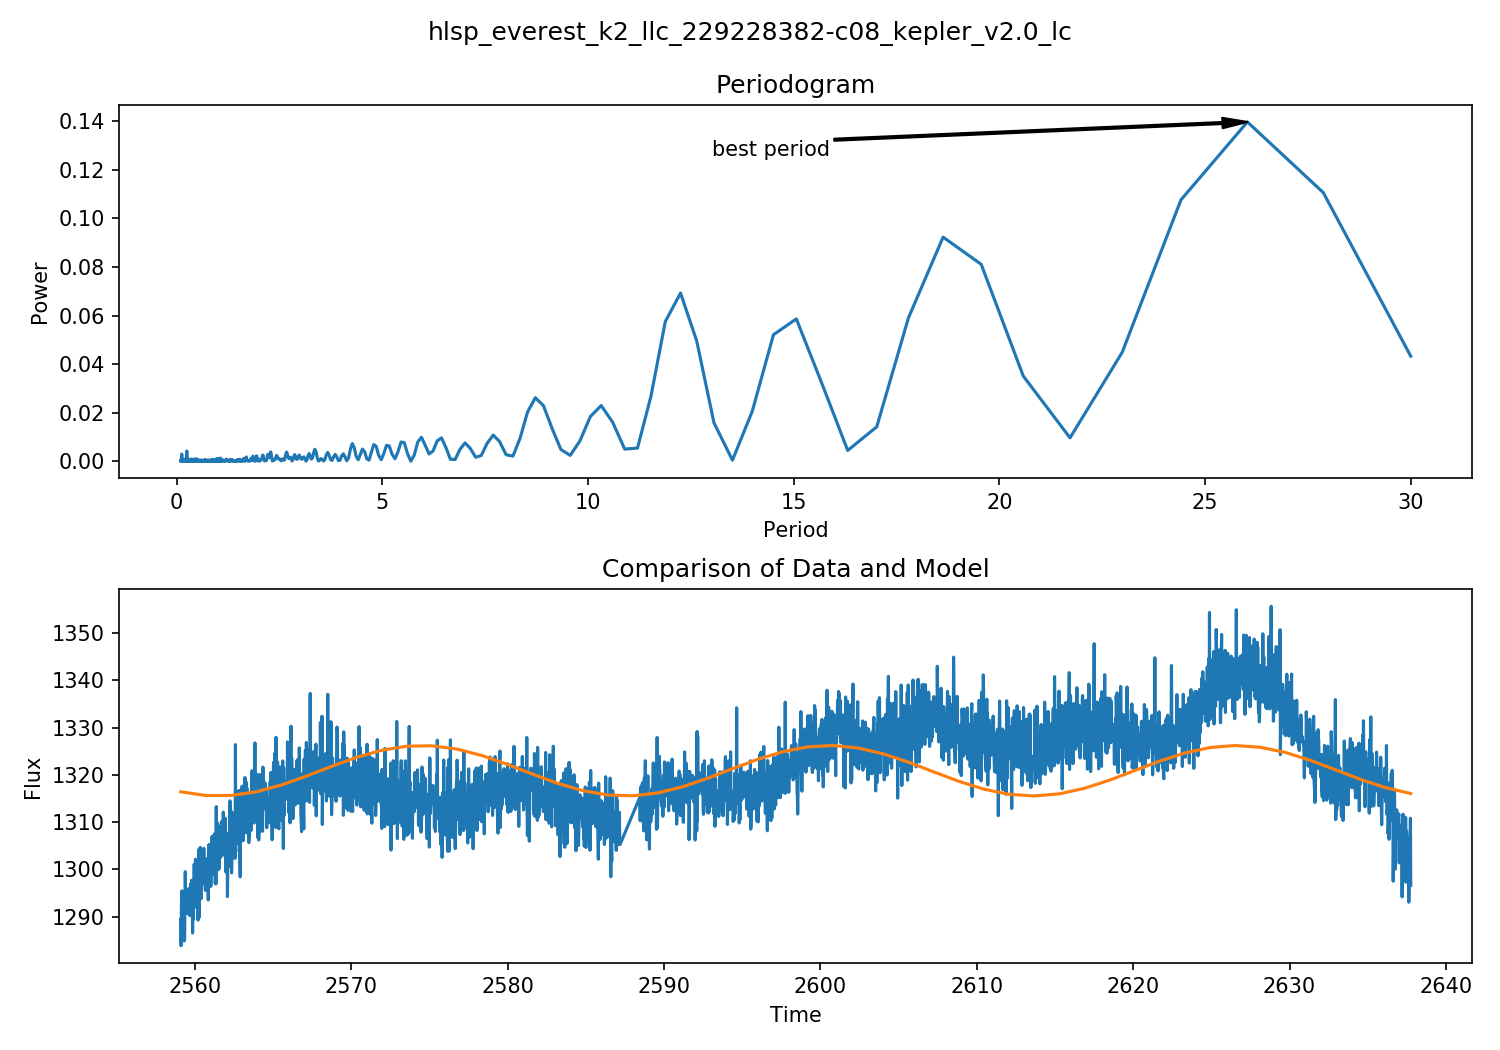 hlsp_everest_k2_llc_229228382-c08_kepler_v2.0_lc
Periodogram
0.14
0.12
0.10
0.08
0.06
0.04
0.02
0.00
Power
best period
0 5 10 15 20 25 30
Period
Comparison of Data and Model
1350
1340
1330
1320
1310
1300
1290
Flux
2560 2570 2580 2590 2600 2610 2620 2630 2640
Time